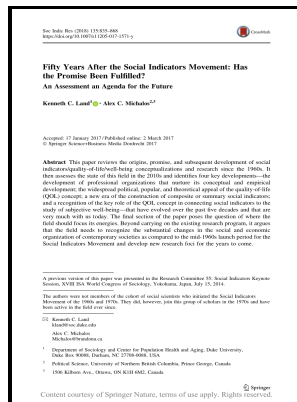 Soc Indic Res (2018) 135:835–868
https://doi.org/10.1007/s11205-017-1571-y
CrossMark
Fifty Years After the Social Indicators Movement: Has
the Promise Been Fulfilled?
An Assessment an Agenda for the Future
Kenneth C. Land1 · Alex C. Michalos2,3
Accepted: 17 January 2017 / Published online: 2 March 2017
© Springer Science+Business Media Dordrecht 2017
Abstract This paper reviews the origins, promise, and subsequent development of social
indicators/quality-of-life/well-being conceptualizations and research since the 1960s. It
then assesses the state of this field in the 2010s and identifies four key developments—the
development of professional organizations that nurture its conceptual and empirical
development; the widespread political, popular, and theoretical appeal of the quality-of-life
(QOL) concept; a new era of the construction of composite or summary social indicators;
and a recognition of the key role of the QOL concept in connecting social indicators to the
study of subjective well-being—that have evolved over the past five decades and that are
very much with us today. The final section of the paper poses the question of where the
field should focus its energies. Beyond carrying on the existing research program, it argues
that the field needs to recognize the substantial changes in the social and economic
organization of contemporary societies as compared to the mid-1960s launch period for the
Social Indicators Movement and develop new research foci for the years to come.
A previous version of this paper was presented in the Research Committee 55: Social Indicators Keynote
Session, XVIII ISA World Congress of Sociology, Yokohama, Japan, July 15, 2014.
The authors were not members of the cohort of social scientists who initiated the Social Indicators
Movement of the 1960s and 1970s. They did, however, join this group of scholars in the 1970s and have
been active in the field ever since.
Kenneth C. Land
kland@soc.duke.edu
Alex C. Michalos
Michalos@brandonu.ca
1 Department of Sociology and Center for Population Health and Aging, Duke University,
Duke Box 90088, Durham, NC 27708-0088, USA
2 Political Science, University of Northern British Columbia, Prince George, Canada
3 1506 Kilborn Ave., Ottawa, ON K1H 6M2, Canada
Springer
Content courtesy of Springer Nature, terms of use apply. Rights reserved.